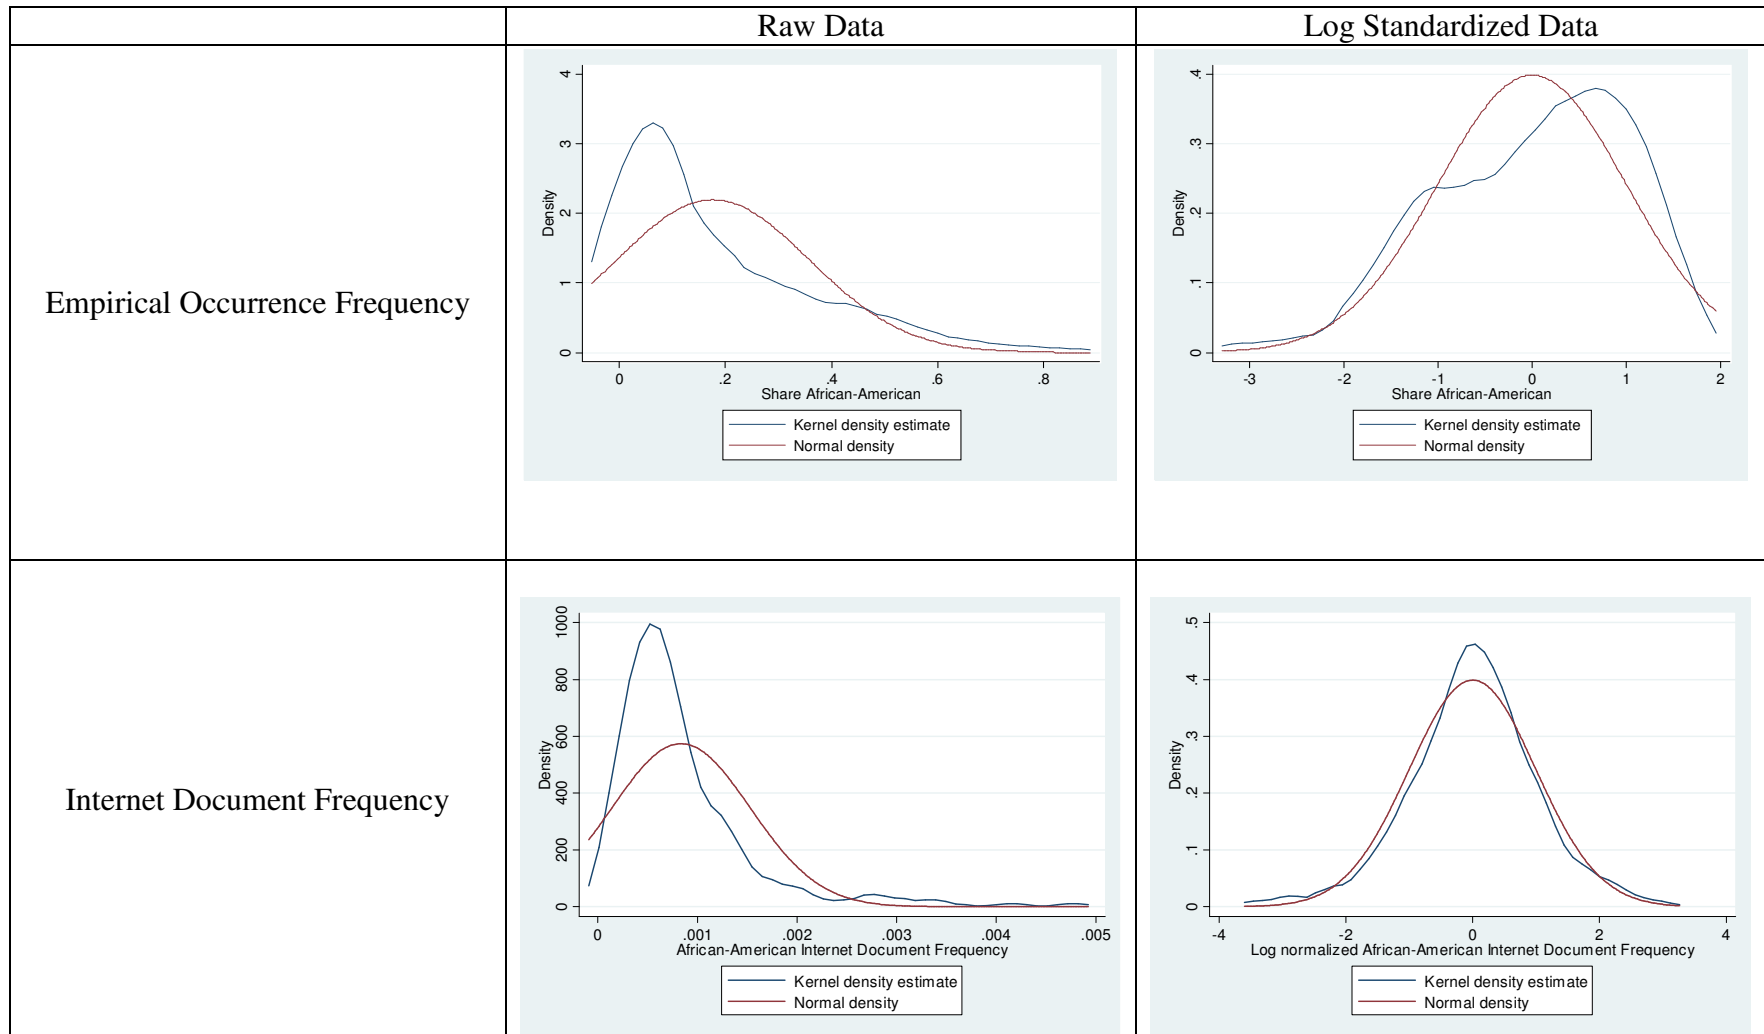 Raw Data
Log Standardized Data
Empirical Occurrence Frequency
Density
0
1
2
3
4
0 .2 .4 .6 .8
Share African-American
Kernel density estimate
Normal density
Density
0
.1
.2
.3
.4
-3 -2 -1 0 1 2
Share African-American
Kernel density estimate
Normal density
Internet Document Frequency
Density
0
200
400
600
800
1000
0 .001 .002 .003 .004 .005
African-American Internet Document Frequency
Kernel density estimate
Normal density
Density
0
.1
.2
.3
.4
.5
-4 -2 0 2 4
Log normalized African-American Internet Document Frequency
Kernel density estimate
Normal density